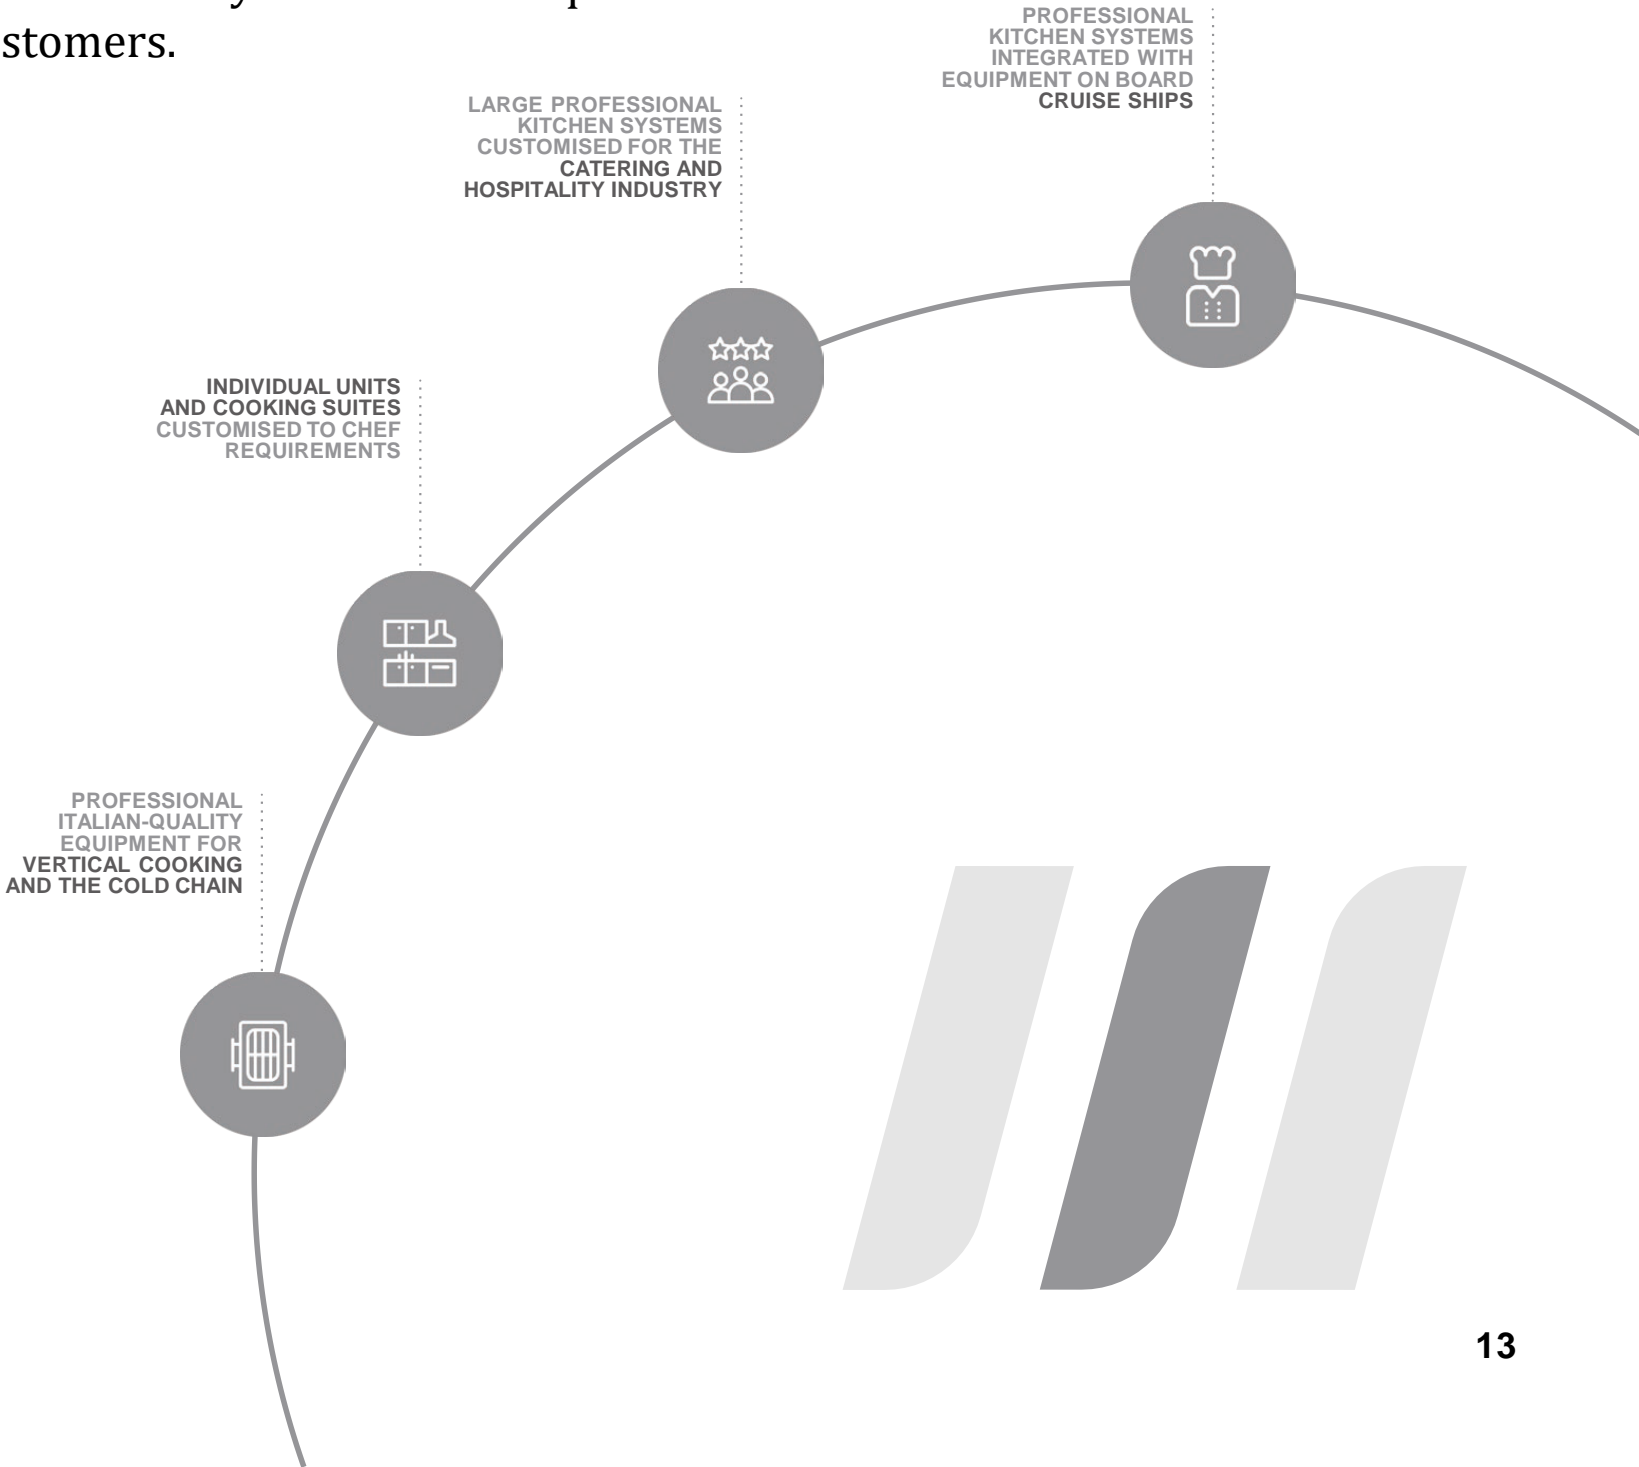 stomers.
PROFESSIONAL
KITCHEN SYSTEMS
INTEGRATED WITH
EQUIPMENT ON BOARD
CRUISE SHIPS
LARGE PROFESSIONAL
KITCHEN SYSTEMS
CUSTOMISED FOR THE
CATERING AND
HOSPITALITY INDUSTRY
INDIVIDUAL UNITS
AND COOKING SUITES
CUSTOMISED TO CHEF
REQUIREMENTS
PROFESSIONAL
ITALIAN-QUALITY
EQUIPMENT FOR
VERTICAL COOKING
AND THE COLD CHAIN
13